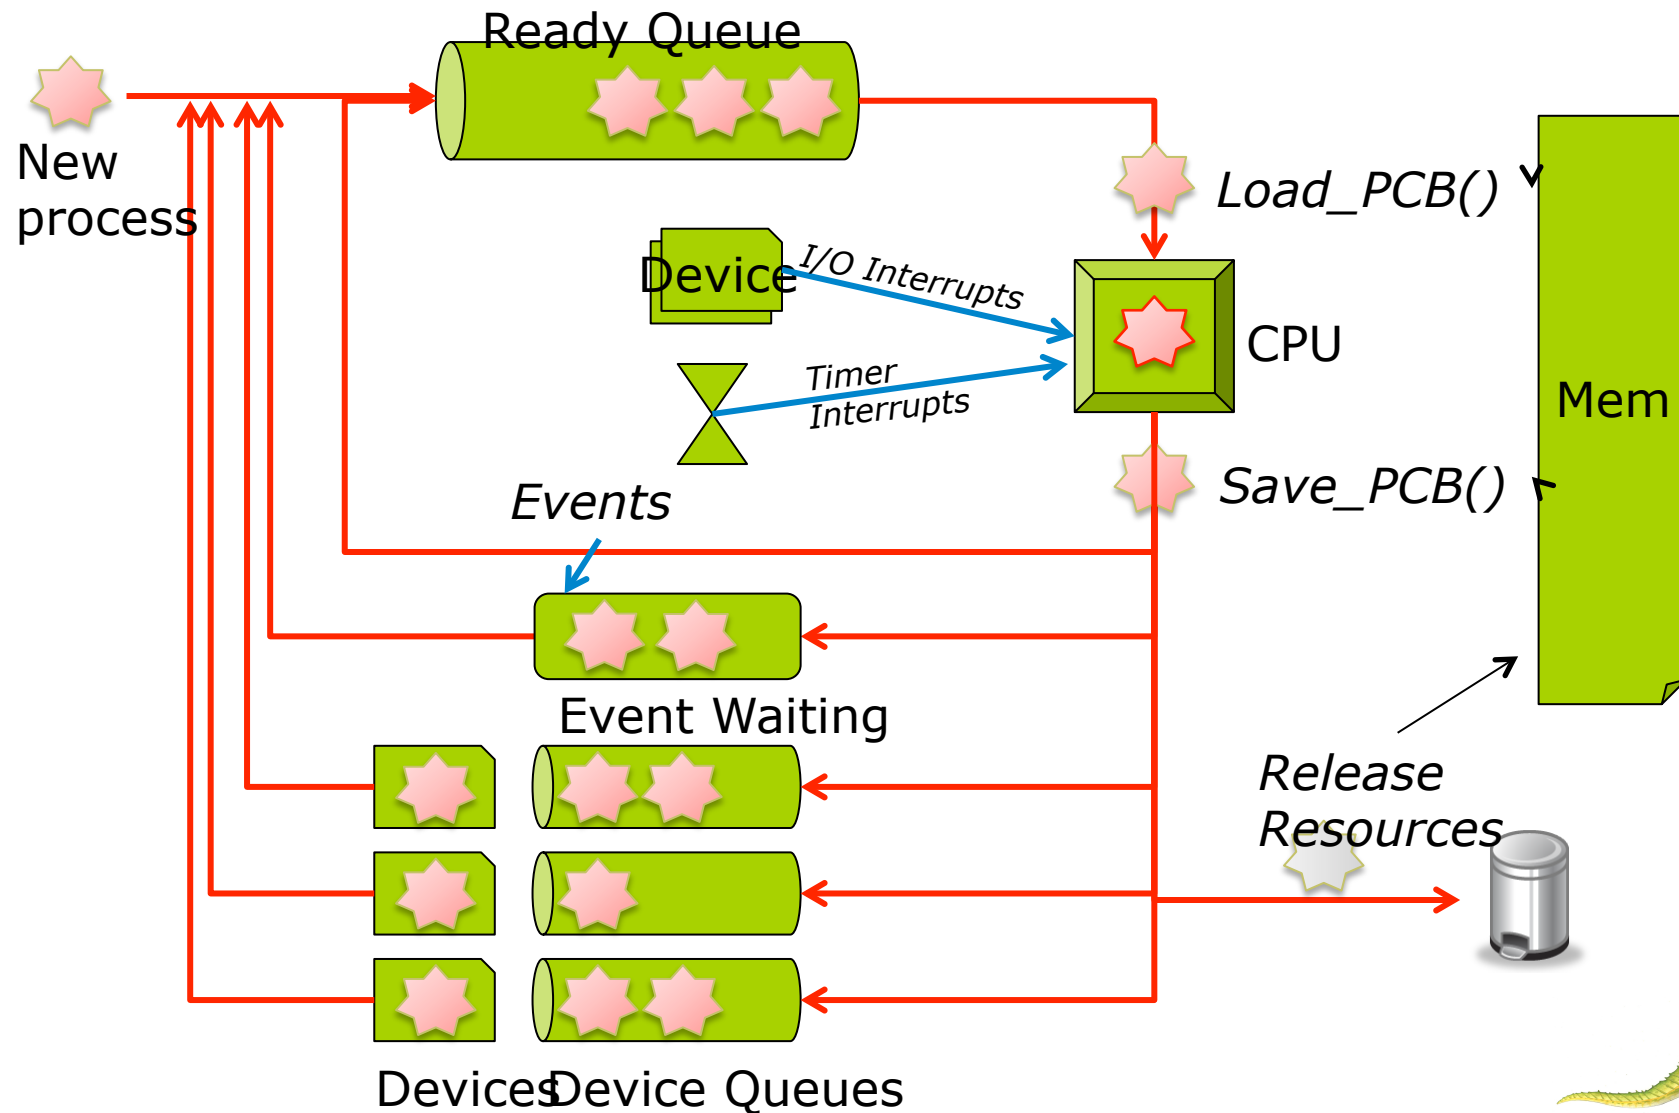 Ready Queue
New
process
Load_PCB()
Device
I/O Interrupts
CPU
Timer
Interrupts
Mem
Save_PCB()
Events
Event Waiting
Release
Resources
Devices
Device Queues